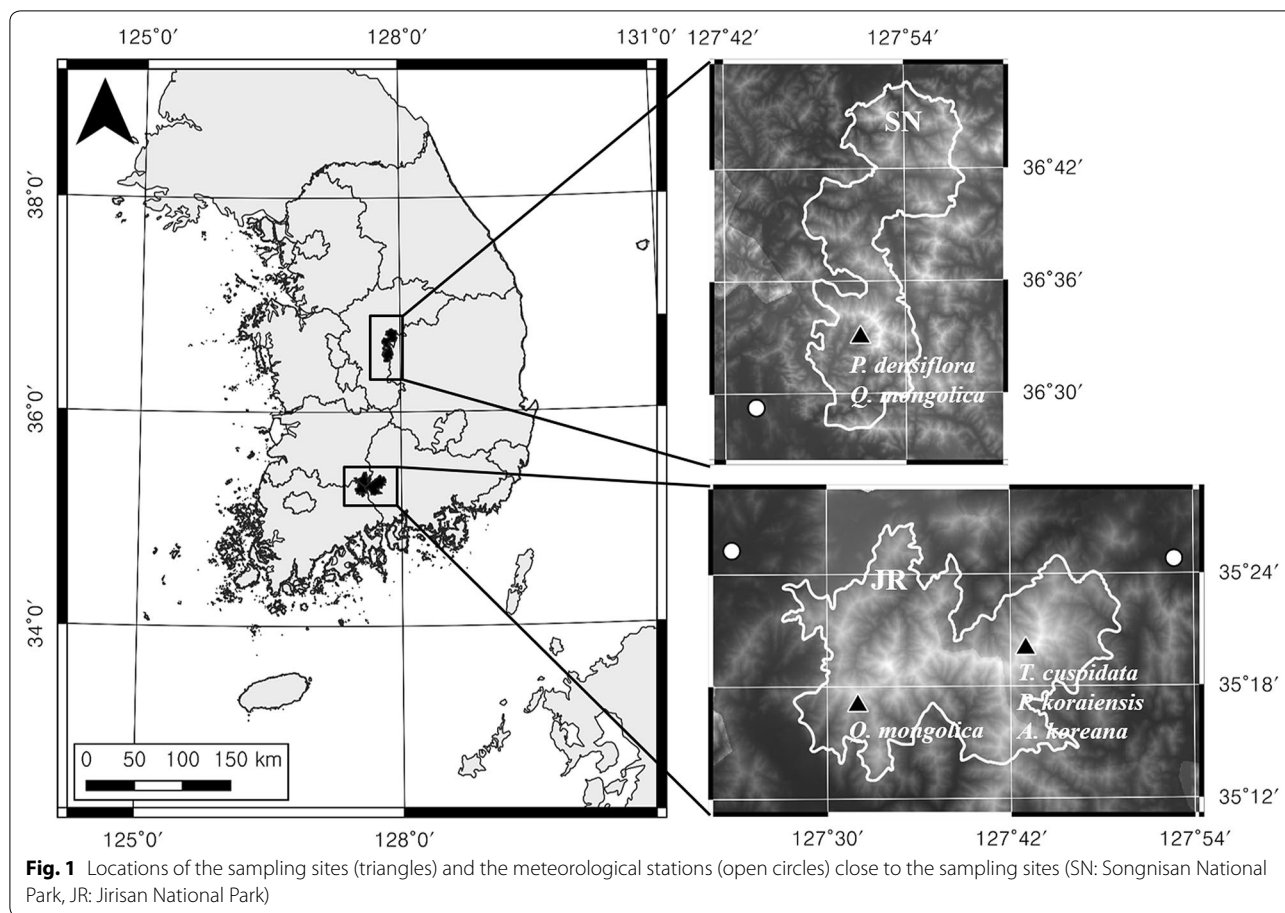 125°0′ 128°0′ 131°0′ 127°42′ 127°54′
SN
38°0′
36°42′
36°36′
P. densiflora
Q. mongolica
36°30′
36°0′
JR
35°24′
34°0′
T. cuspidata
35°18′
P. koraiensis
Q. mongolica
A. koreana
0 50 100 150 km
35°12′
125°0′ 128°0′ 127°30′ 127°42′ 127°54′
Fig. 1 Locations of the sampling sites (triangles) and the meteorological stations (open circles) close to the sampling sites (SN: Songnisan National
Park, JR: Jirisan National Park)